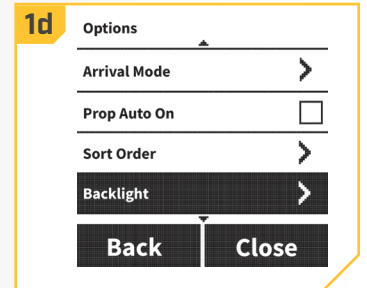 1d
Options
Arrival Mode
Prop Auto On
Sort Order
Backlight
Back Close